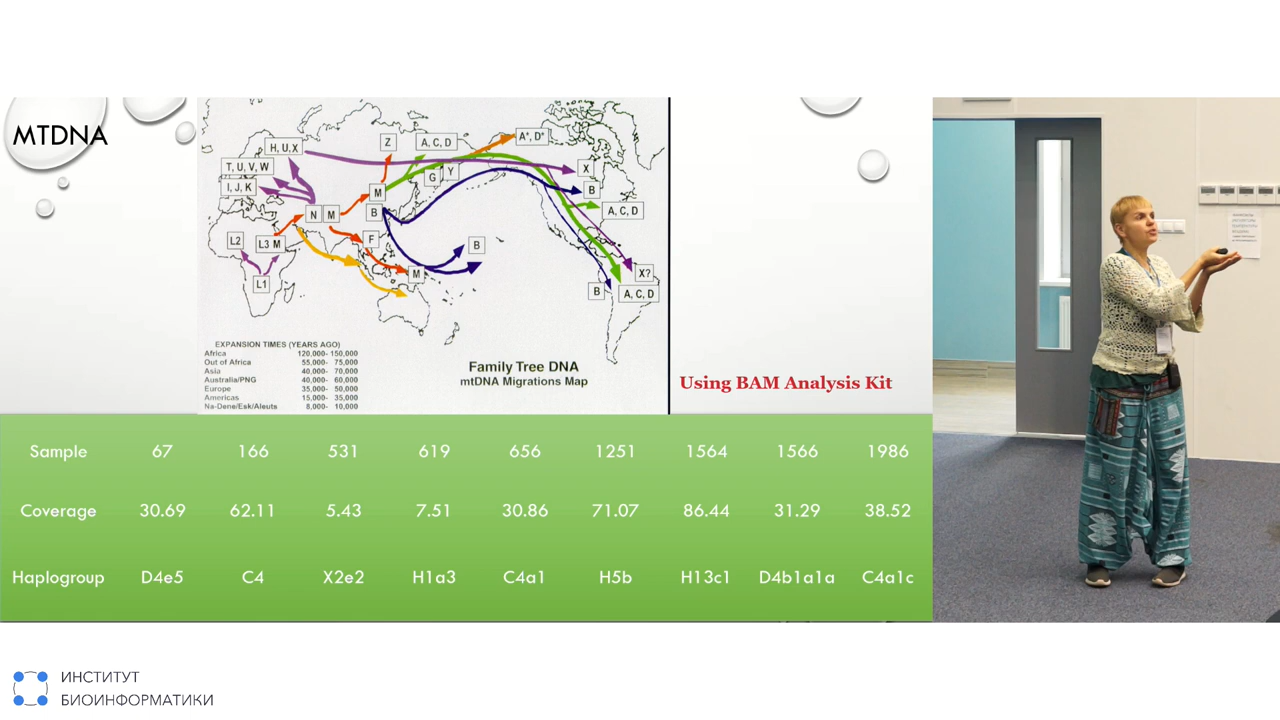 MTDNA
H, U, X
Z
A, C, D
A*, D*
T, U, V, W
G
Y
X
I, J, K
M
B
N
M
B
A, C, D
L2
L3 M
F
B
L1
M
X?
B
A, C, D
EXPANSION TIMES (YEARS AGO)
Africa 120,000- 150,000
Out of Africa 55,000- 75,000
Asia 40,000- 70,000
Australia/PNG 40,000- 60,000
Europe 35,000- 50,000
Americas 15,000- 35,000
Na-Dene/Esk/Aleuts 8,000- 10,000
Family Tree DNA
mtDNA Migrations Map
Using BAM Analysis Kit
Sample 67 166 531 619 656 1251 1564 1566 1986
Coverage 30.69 62.11 5.43 7.51 30.86 71.07 86.44 31.29 38.52
Haplogroup D4e5 C4 X2e2 H1a3 C4a1 H5b H13c1 D4b1a1a C4a1c
ИНСТИТУТ
БИОИНФОРМАТИКИ